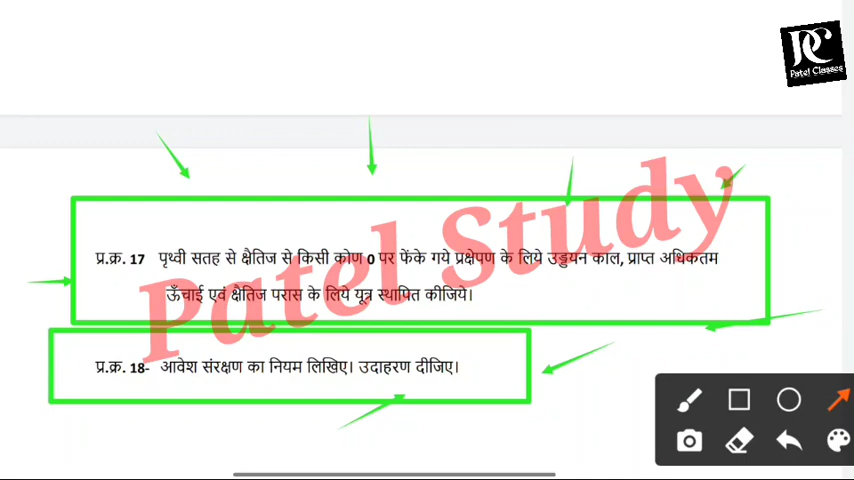 Patel Classes
प्र.क्र. 17 पृथ्वी सतह से क्षैतिज से किसी कोण 0 पर फेंके गये प्रक्षेपण के लिये उड्डयन काल, प्राप्त अधिकतम
ऊँचाई एवं क्षैतिज परास के लिये यूत्र स्थापित कीजिये।
Patel Study
प्र.क्र. 18- आवेश संरक्षण का नियम लिखिए। उदाहरण दीजिए।